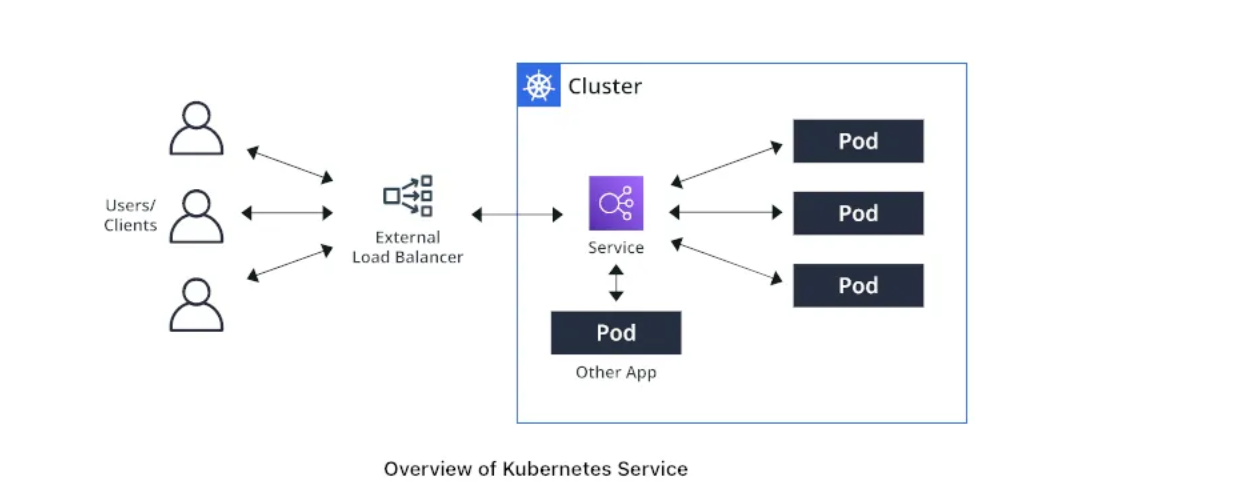 Cluster
Pod
Users/
Clients
External
Load Balancer
Service
Pod
Pod
Pod
Other App
Overview of Kubernetes Service